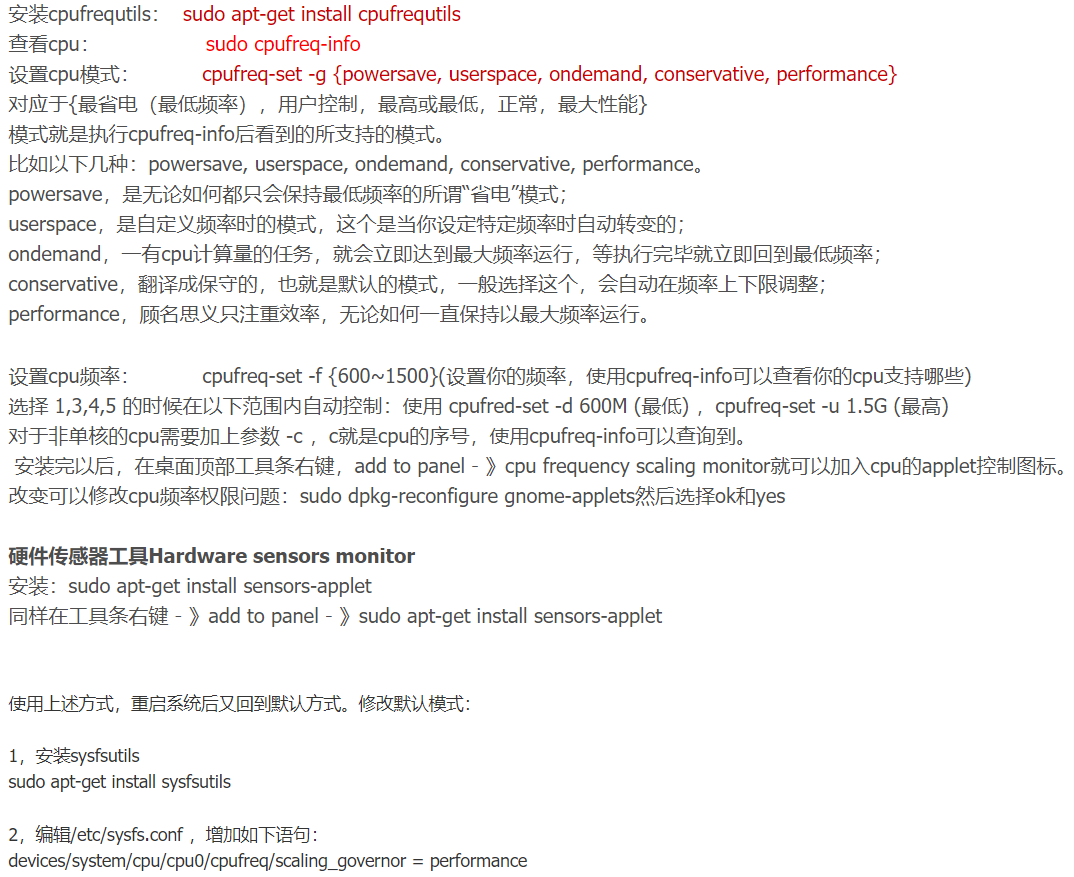 安装cpufrequtils： sudo apt-get install cpufrequtils
查看cpu： sudo cpufreq-info
设置cpu模式： cpufreq-set -g {powersave, userspace, ondemand, conservative, performance}
对应于{最省电（最低频率），用户控制，最高或最低，正常，最大性能}
模式就是执行cpufreq-info后看到的所支持的模式。
比如以下几种：powersave, userspace, ondemand, conservative, performance。
powersave，是无论如何都只会保持最低频率的所谓“省电”模式；
userspace，是自定义频率时的模式，这个是当你设定特定频率时自动转变的；
ondemand，一有cpu计算量的任务，就会立即达到最大频率运行，等执行完毕就立即回到最低频率；
conservative，翻译成保守的，也就是默认的模式，一般选择这个，会自动在频率上下限调整；
performance，顾名思义只注重效率，无论如何一直保持以最大频率运行。
设置cpu频率： cpufreq-set -f {600~1500}(设置你的频率，使用cpufreq-info可以查看你的cpu支持哪些)
选择 1,3,4,5 的时候在以下范围内自动控制：使用 cpufred-set -d 600M (最低) ，cpufreq-set -u 1.5G (最高)
对于非单核的cpu需要加上参数 -c ，c就是cpu的序号，使用cpufreq-info可以查询到。
安装完以后，在桌面顶部工具条右键，add to panel - 》cpu frequency scaling monitor就可以加入cpu的applet控制图标。
改变可以修改cpu频率权限问题：sudo dpkg-reconfigure gnome-applets然后选择ok和yes
硬件传感器工具Hardware sensors monitor
安装：sudo apt-get install sensors-applet
同样在工具条右键 - 》add to panel - 》sudo apt-get install sensors-applet
使用上述方式，重启系统后又回到默认方式。修改默认模式：
1，安装sysfsutils
sudo apt-get install sysfsutils
2，编辑/etc/sysfs.conf ，增加如下语句：
devices/system/cpu/cpu0/cpufreq/scaling_governor = performance